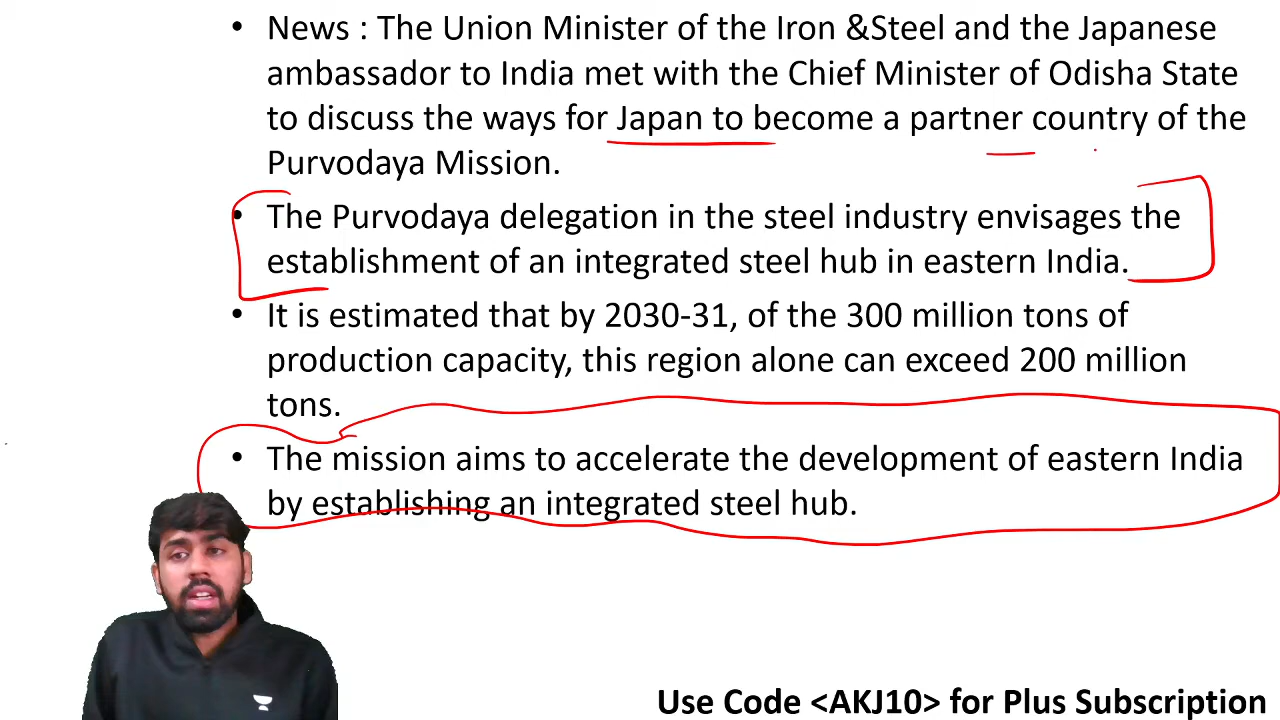 • News : The Union Minister of the Iron &Steel and the Japanese
ambassador to India met with the Chief Minister of Odisha State
to discuss the ways for Japan to become a partner country of the
Purvodaya Mission.
• The Purvodaya delegation in the steel industry envisages the
establishment of an integrated steel hub in eastern India.
• It is estimated that by 2030-31, of the 300 million tons of
production capacity, this region alone can exceed 200 million
tons.
• The mission aims to accelerate the development of eastern India
by establishing an integrated steel hub.
Use Code <AKJ10> for Plus Subscription